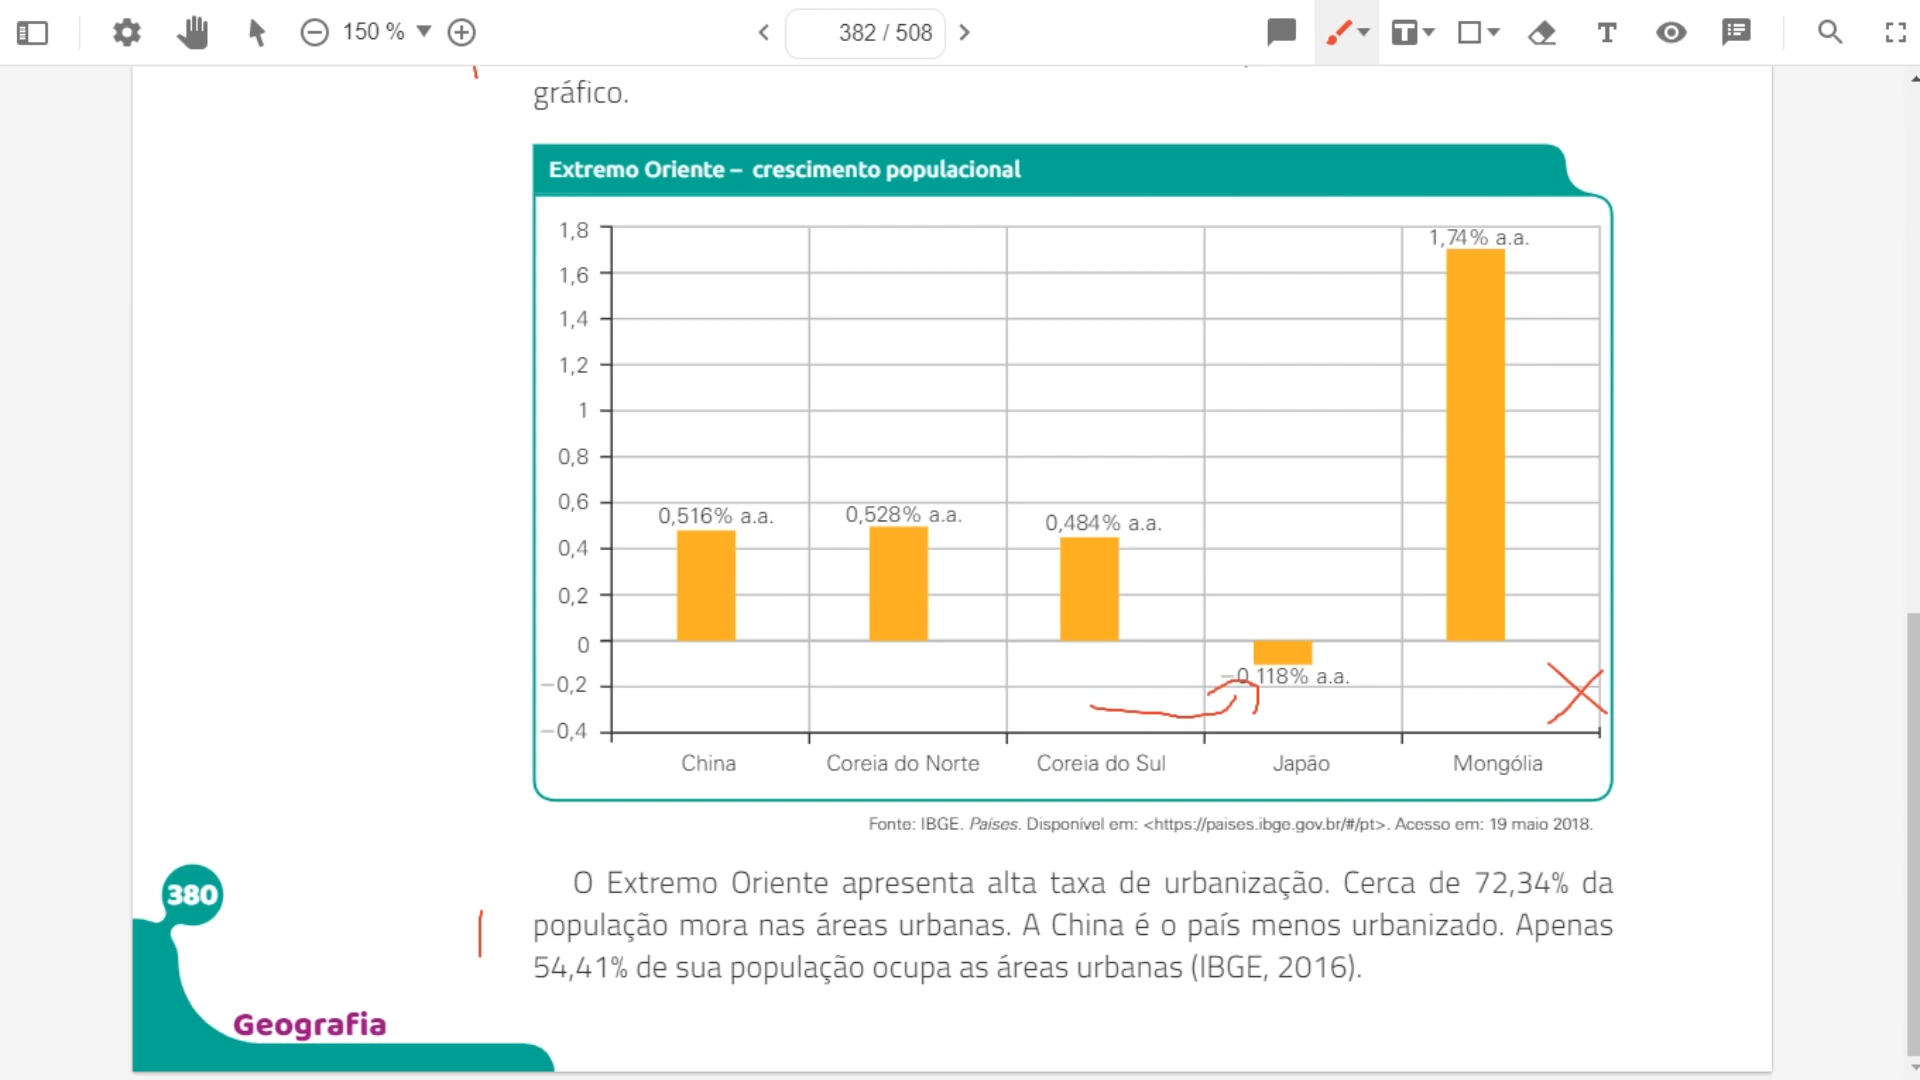 150 %
382 / 508
gráfico.
Extremo Oriente – crescimento populacional
1,8
1,6
1,4
1,2
1
0,8
0,6
0,4
0,2
0
−0,2
−0,4
0,516% a.a.
0,528% a.a.
0,484% a.a.
−0,118% a.a.
1,74% a.a.
China
Coreia do Norte
Coreia do Sul
Japão
Mongólia
Fonte: IBGE. Países. Disponível em: <https://paises.ibge.gov.br/#/pt>. Acesso em: 19 maio 2018.
O Extremo Oriente apresenta alta taxa de urbanização. Cerca de 72,34% da
população mora nas áreas urbanas. A China é o país menos urbanizado. Apenas
54,41% de sua população ocupa as áreas urbanas (IBGE, 2016).
380
Geografia